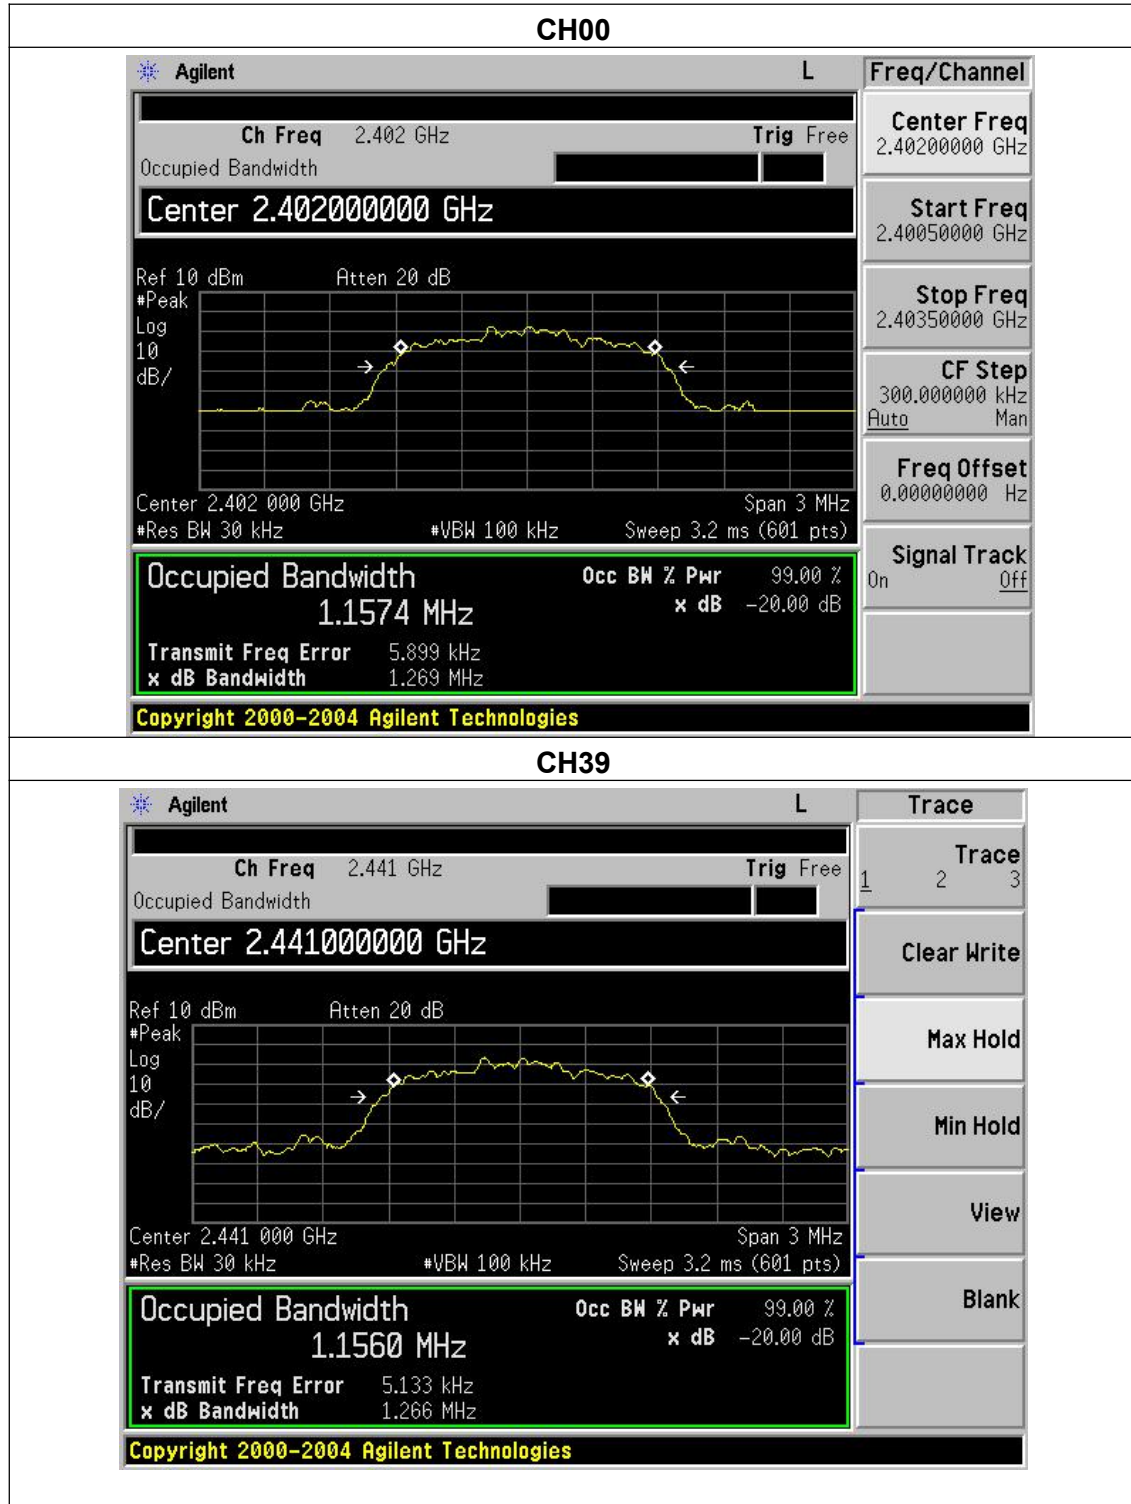 CH00
Agilent L Freq/Channel
Ch Freq 2.402 GHz Trig Free
Occupied Bandwidth
Center 2.402000000 GHz
Ref 10 dBm Atten 20 dB
#Peak
Log
10
dB/
Center 2.402 000 GHz Span 3 MHz
#Res BW 30 kHz #VBW 100 kHz Sweep 3.2 ms (601 pts)
Occupied Bandwidth Occ BW % Pwr 99.00 %
1.1574 MHz x dB -20.00 dB
Transmit Freq Error 5.899 kHz
x dB Bandwidth 1.269 MHz
Center Freq
2.40200000 GHz
Start Freq
2.40050000 GHz
Stop Freq
2.40350000 GHz
CF Step
300.000000 kHz
Auto Man
Freq Offset
0.00000000 Hz
Signal Track
On Off
Copyright 2000-2004 Agilent Technologies
CH39
Agilent L Trace
Ch Freq 2.441 GHz Trig Free
Occupied Bandwidth
Center 2.441000000 GHz
Ref 10 dBm Atten 20 dB
#Peak
Log
10
dB/
Center 2.441 000 GHz Span 3 MHz
#Res BW 30 kHz #VBW 100 kHz Sweep 3.2 ms (601 pts)
Occupied Bandwidth Occ BW % Pwr 99.00 %
1.1560 MHz x dB -20.00 dB
Transmit Freq Error 5.133 kHz
x dB Bandwidth 1.266 MHz
Trace
1 2 3
Clear Write
Max Hold
Min Hold
View
Blank
Copyright 2000-2004 Agilent Technologies